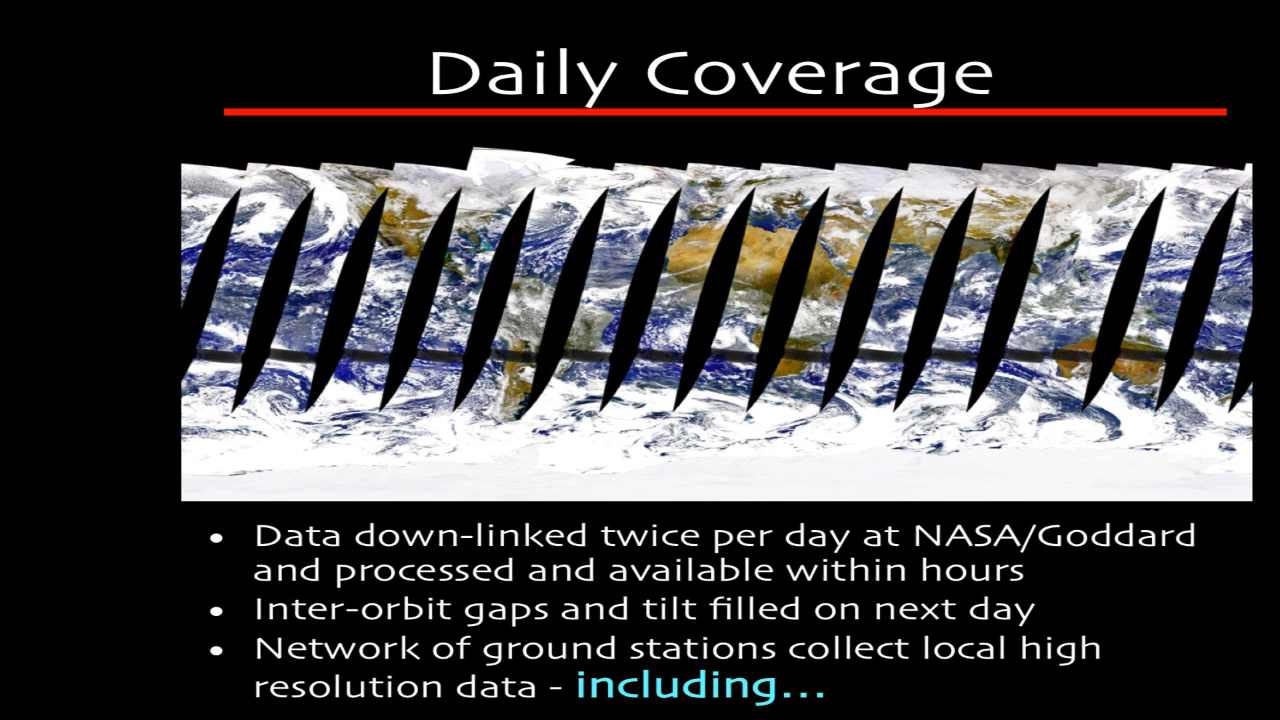 Daily Coverage
• Data down-linked twice per day at NASA/Goddard
and processed and available within hours
• Inter-orbit gaps and tilt filled on next day
• Network of ground stations collect local high
resolution data - including...